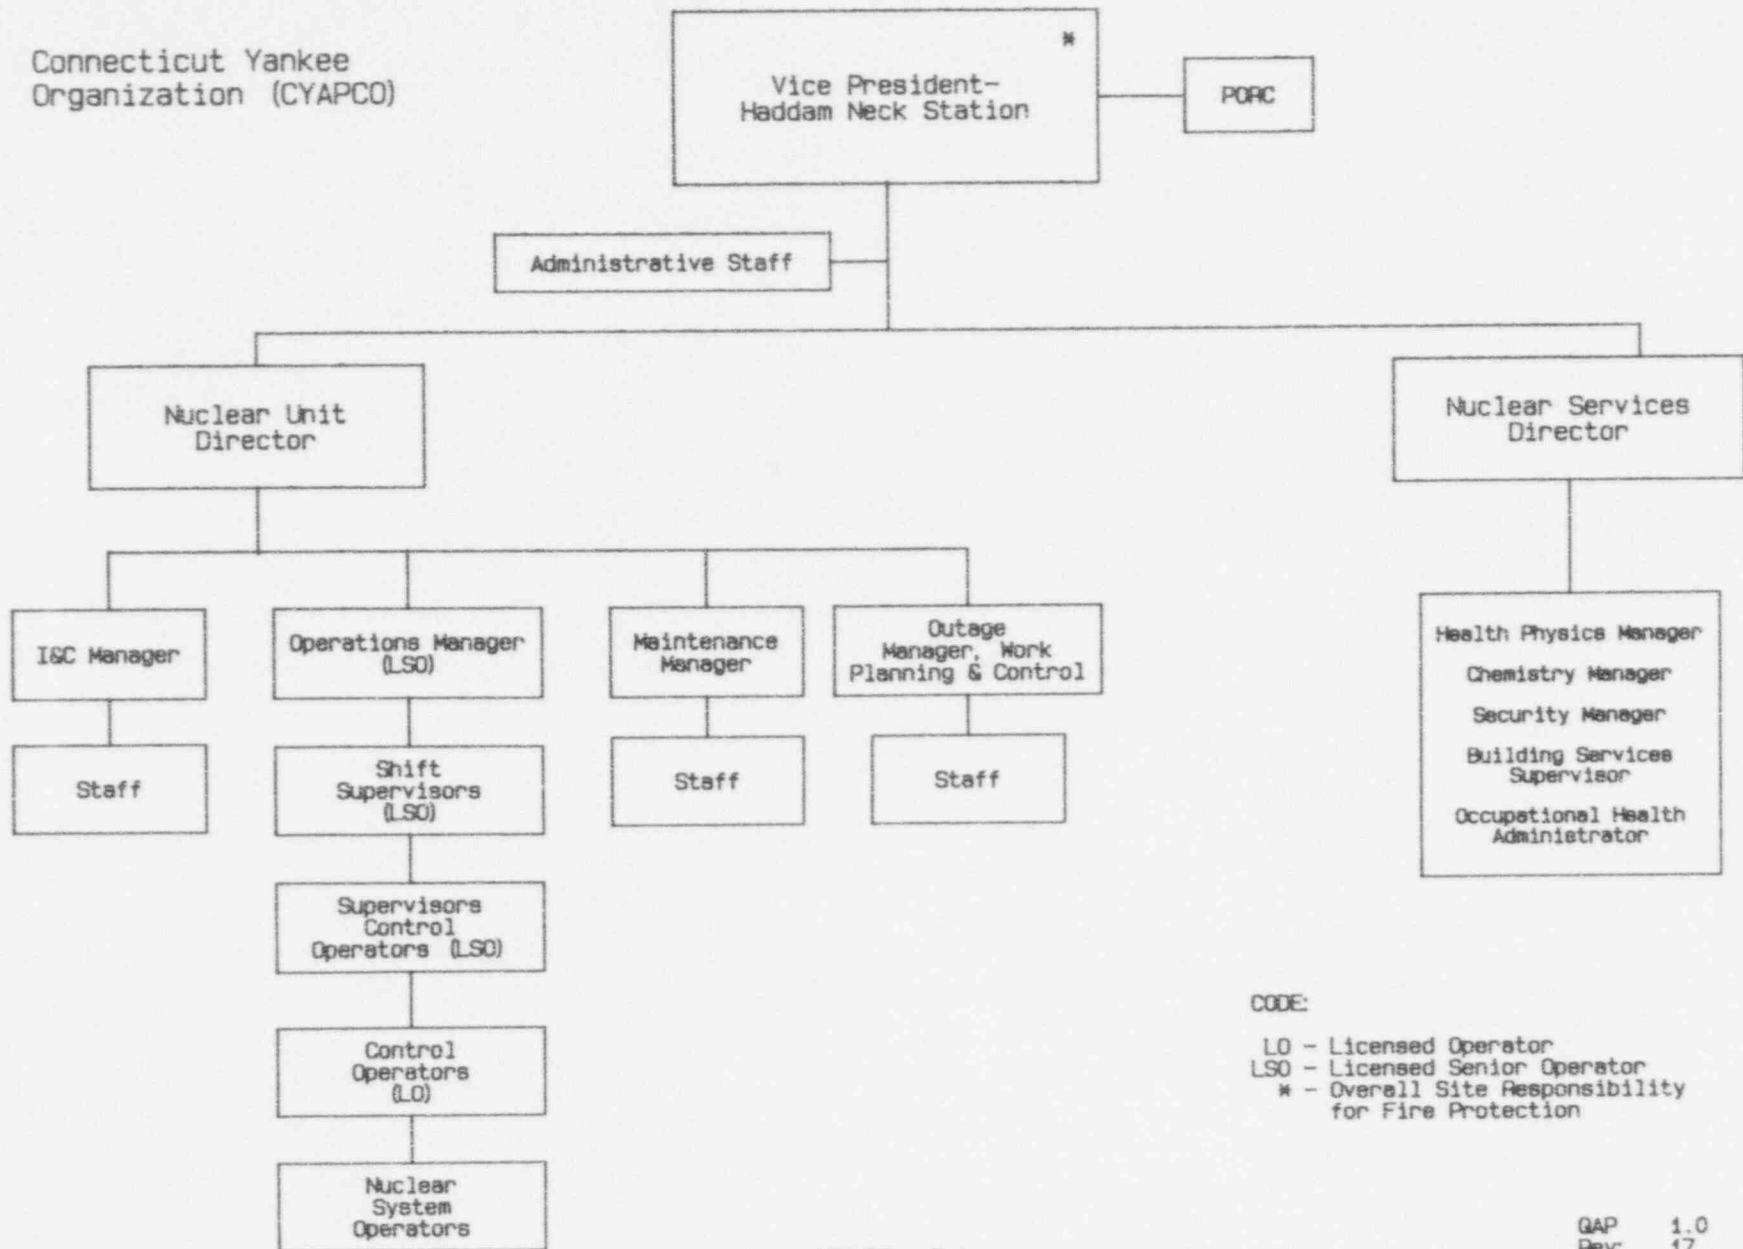 Connecticut Yankee
Organization (CYAPCO)
*
Vice President-
Haddam Neck Station
PORC
Administrative Staff
Nuclear Unit
Director
Nuclear Services
Director
I&C Manager
Operations Manager
(LSO)
Maintenance
Manager
Outage
Manager, Work
Planning & Control
Staff
Shift
Supervisors
(LSO)
Staff
Staff
Health Physics Manager
Chemistry Manager
Security Manager
Building Services
Supervisor
Occupational Health
Administrator
Supervisors
Control
Operators (LSO)
Control
Operators
(LO)
Nuclear
System
Operators
CODE:
LO - Licensed Operator
LSO - Licensed Senior Operator
* - Overall Site Responsibility
for Fire Protection
QAP 1.0
Rev: 17